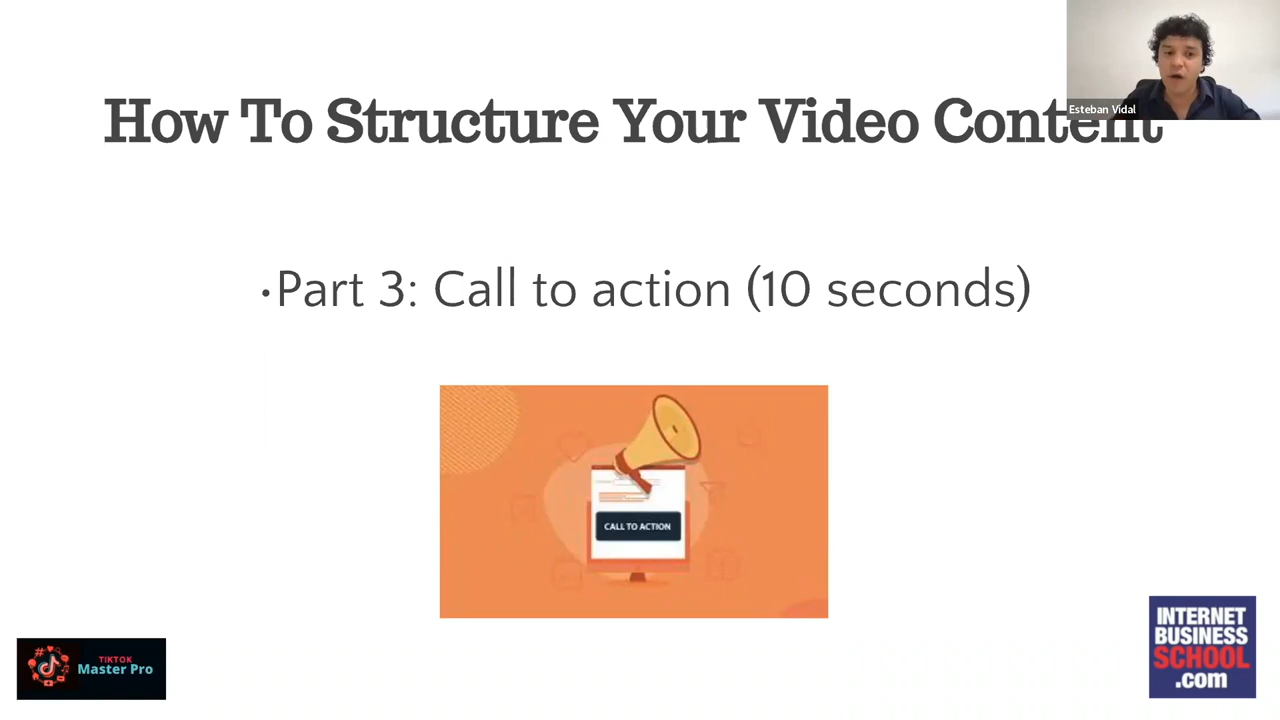 How To Structure Your Video Content
Esteban Vidal
•Part 3: Call to action (10 seconds)
CALL TO ACTION
TIKTOK
Master Pro
INTERNET
BUSINESS
SCHOOL
.com